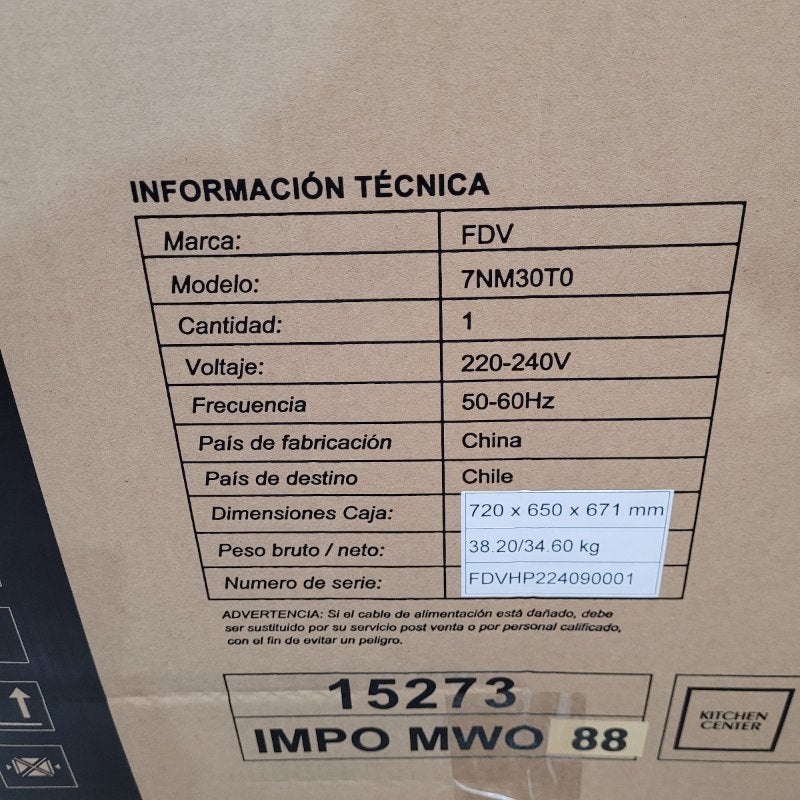 INFORMACIÓN TÉCNICA
Marca: FDV
Modelo: 7NM30T0
Cantidad: 1
Voltaje: 220-240V
Frecuencia 50-60Hz
País de fabricación China
País de destino Chile
Dimensiones Caja: 720 x 650 x 671 mm
Peso bruto / neto: 38.20/34.60 kg
Numero de serie: FDVHP224090001
ADVERTENCIA: Si el cable de alimentación está dañado, debe
ser sustituido por su servicio post venta o por personal calificado,
con el fin de evitar un peligro.
15273
IMPO MWO 88
KITCHEN
CENTER